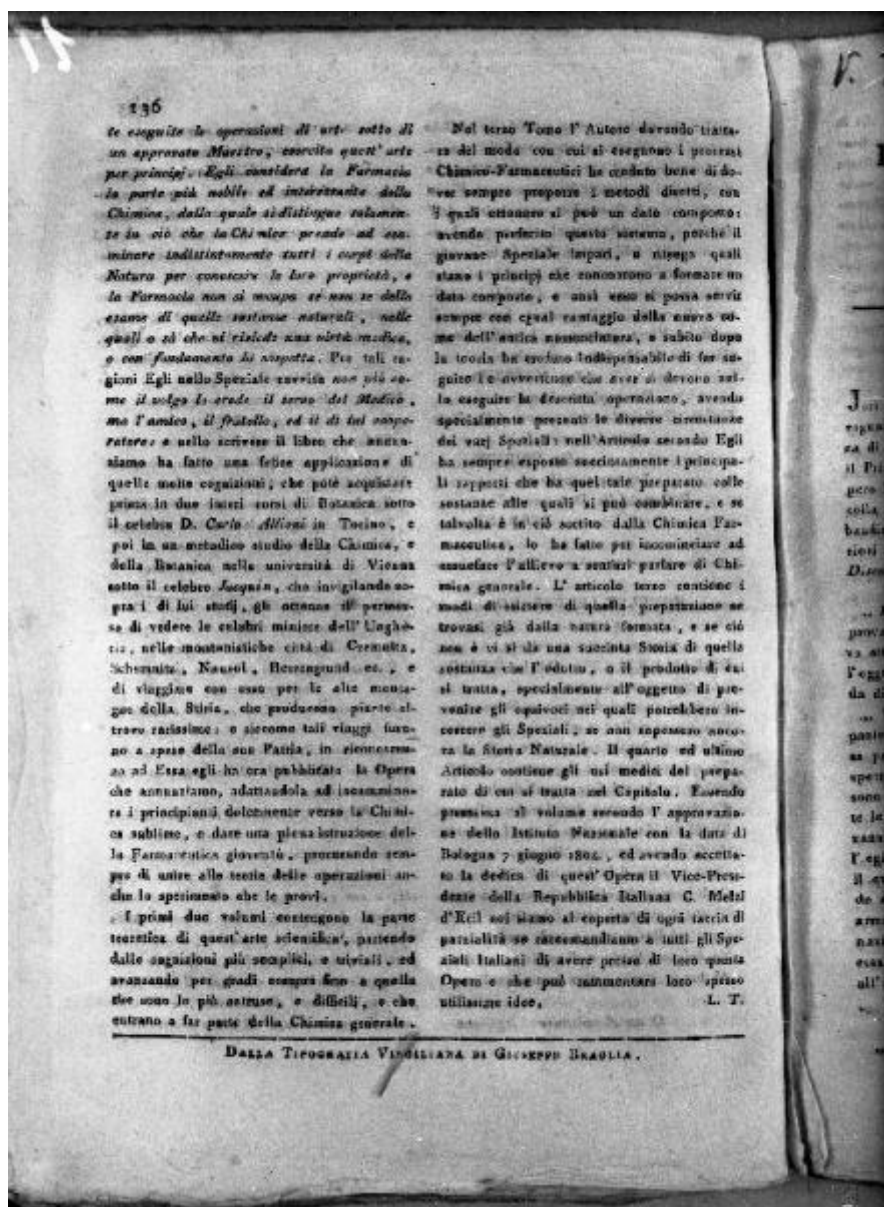 11
136
te eseguite le operazioni di arte sotto di
un approvato Maestro, esercita quest' arte
per principj. Egli considera la Farmacia
la parte più nobile ed interessante della
Chimica, dalla quale si distingue solamen-
te in ciò che la Chimica prende ad esa-
minare indistintamente tutti i corpi della
Natura per conoscere le loro proprietà, e
la Farmacia non si occupa se non se dello
esame di quelle sostanze naturali, nelle
quali o sà che vi risiede una virtù medica,
o con fondamento lo sospetta. Per tali ra-
gioni Egli nello Speziale ravvisa non più co-
me il volgo lo crede il servo del Medico,
ma l'amico, il fratello, ed il di lui coope-
ratore: e nello scrivere il libro che annun-
ziamo ha fatto una felice applicazione di
quelle molte cognizioni, che potè acquistare
prima in due interi corsi di Botanica sotto
il celebre D. Carlo Allioni in Torino, e
poi in un metodico studio della Chimica, e
della Botanica nella università di Vienna
sotto il celebre Jacquin, che invigilando so-
pra i di lui studj, gli ottenne il permes-
so di vedere le celebri miniere dell' Unghe-
ria, nelle montanistiche città di Cremnitz,
Schemnitz, Neusol, Herrengrund ec., e
di viaggiare con esso per le alte monta-
gne della Stiria, che producono piante al-
trove rarissime: e siccome tali viaggi furo-
no a spese della sua Patria, in riconoscen-
za ad Essa egli ha ora pubblicata la Opera
che annunziamo, adattandola ad incammina-
re i principianti dolcemente verso la Chimi-
ca sublime, e dare una piena istruzione del-
la Farmaceutica gioventù, procurando sem-
pre di unire alle teorie delle operazioni an-
che lo sperimento che le provi.
I primi due volumi contengono la parte
teoretica di quest' arte scientifica, partendo
dalle cognizioni più semplici, e triviali, ed
avanzando per gradi sempre fino a quelle
che sono le più astruse, e difficili, e che
entrano a far parte della Chimica generale.
Nel terzo Tomo l' Autore dovendo tratta-
re del modo con cui si eseguono i processi
Chimico-Farmaceutici ha creduto bene di do-
ver sempre proporre i metodi diretti, con
i quali ottenere si può un dato composto:
avendo preferito questo sistema, perchè il
giovane Speziale impari, e ritenga quali
siano i principj che concorrono a formare un
dato composto, e così esso si possa servir
sempre con egual vantaggio della nuova co-
me dell' antica nomenclatura, e subito dopo
la teoria ha creduto indispensabile di far se-
guire le avvertenze che aver si devono nel-
lo eseguire la descritta operazione, avendo
specialmente presenti le diverse circostanze
dei varj Speziali: nell' Articolo secondo Egli
ha sempre esposto succintamente i principa-
li rapporti che ha quel tale preparato colle
sostanze alle quali si può combinare, e se
talvolta è in ciò sortito dalla Chimica Far-
maceutica, lo ha fatto per incominciare ad
assuefare l' allievo a sentirsi parlare di Chi-
mica generale. L' articolo terzo contiene i
modi di esistere di quella preparazione se
trovasi già dalla natura formata, e se ciò
non è vi si da una succinta Storia di quella
sostanza che l' edutto, o il prodotto di cui
si tratta, specialmente all' oggetto di pre-
venire gli equivoci nei quali potrebbero in-
correre gli Speziali, se non sapessero anco-
ra la Storia Naturale. Il quarto ed ultimo
Articolo contiene gli usi medici del prepa-
rato di cui si tratta nel Capitolo. Essendo
premessa al volume secondo l' approvazio-
ne dello Istituto Nazionale con la data di
Bologna 7 giugno 1804, ed avendo accetta-
to la dedica di quest' Opera il Vice-Presi-
dente della Repubblica Italiana C. Melzi
d' Eril noi siamo al coperto di ogni taccia di
parzialità se raccomandiamo a tutti gli Spe-
ziali Italiani di avere presso di loro questa
Opera e che può rammentare loro spesso
utilissime idee. L. T.
DALLA TIPOGRAFIA VIRGILIANA DI GIUSEPPE BRAGLIA.